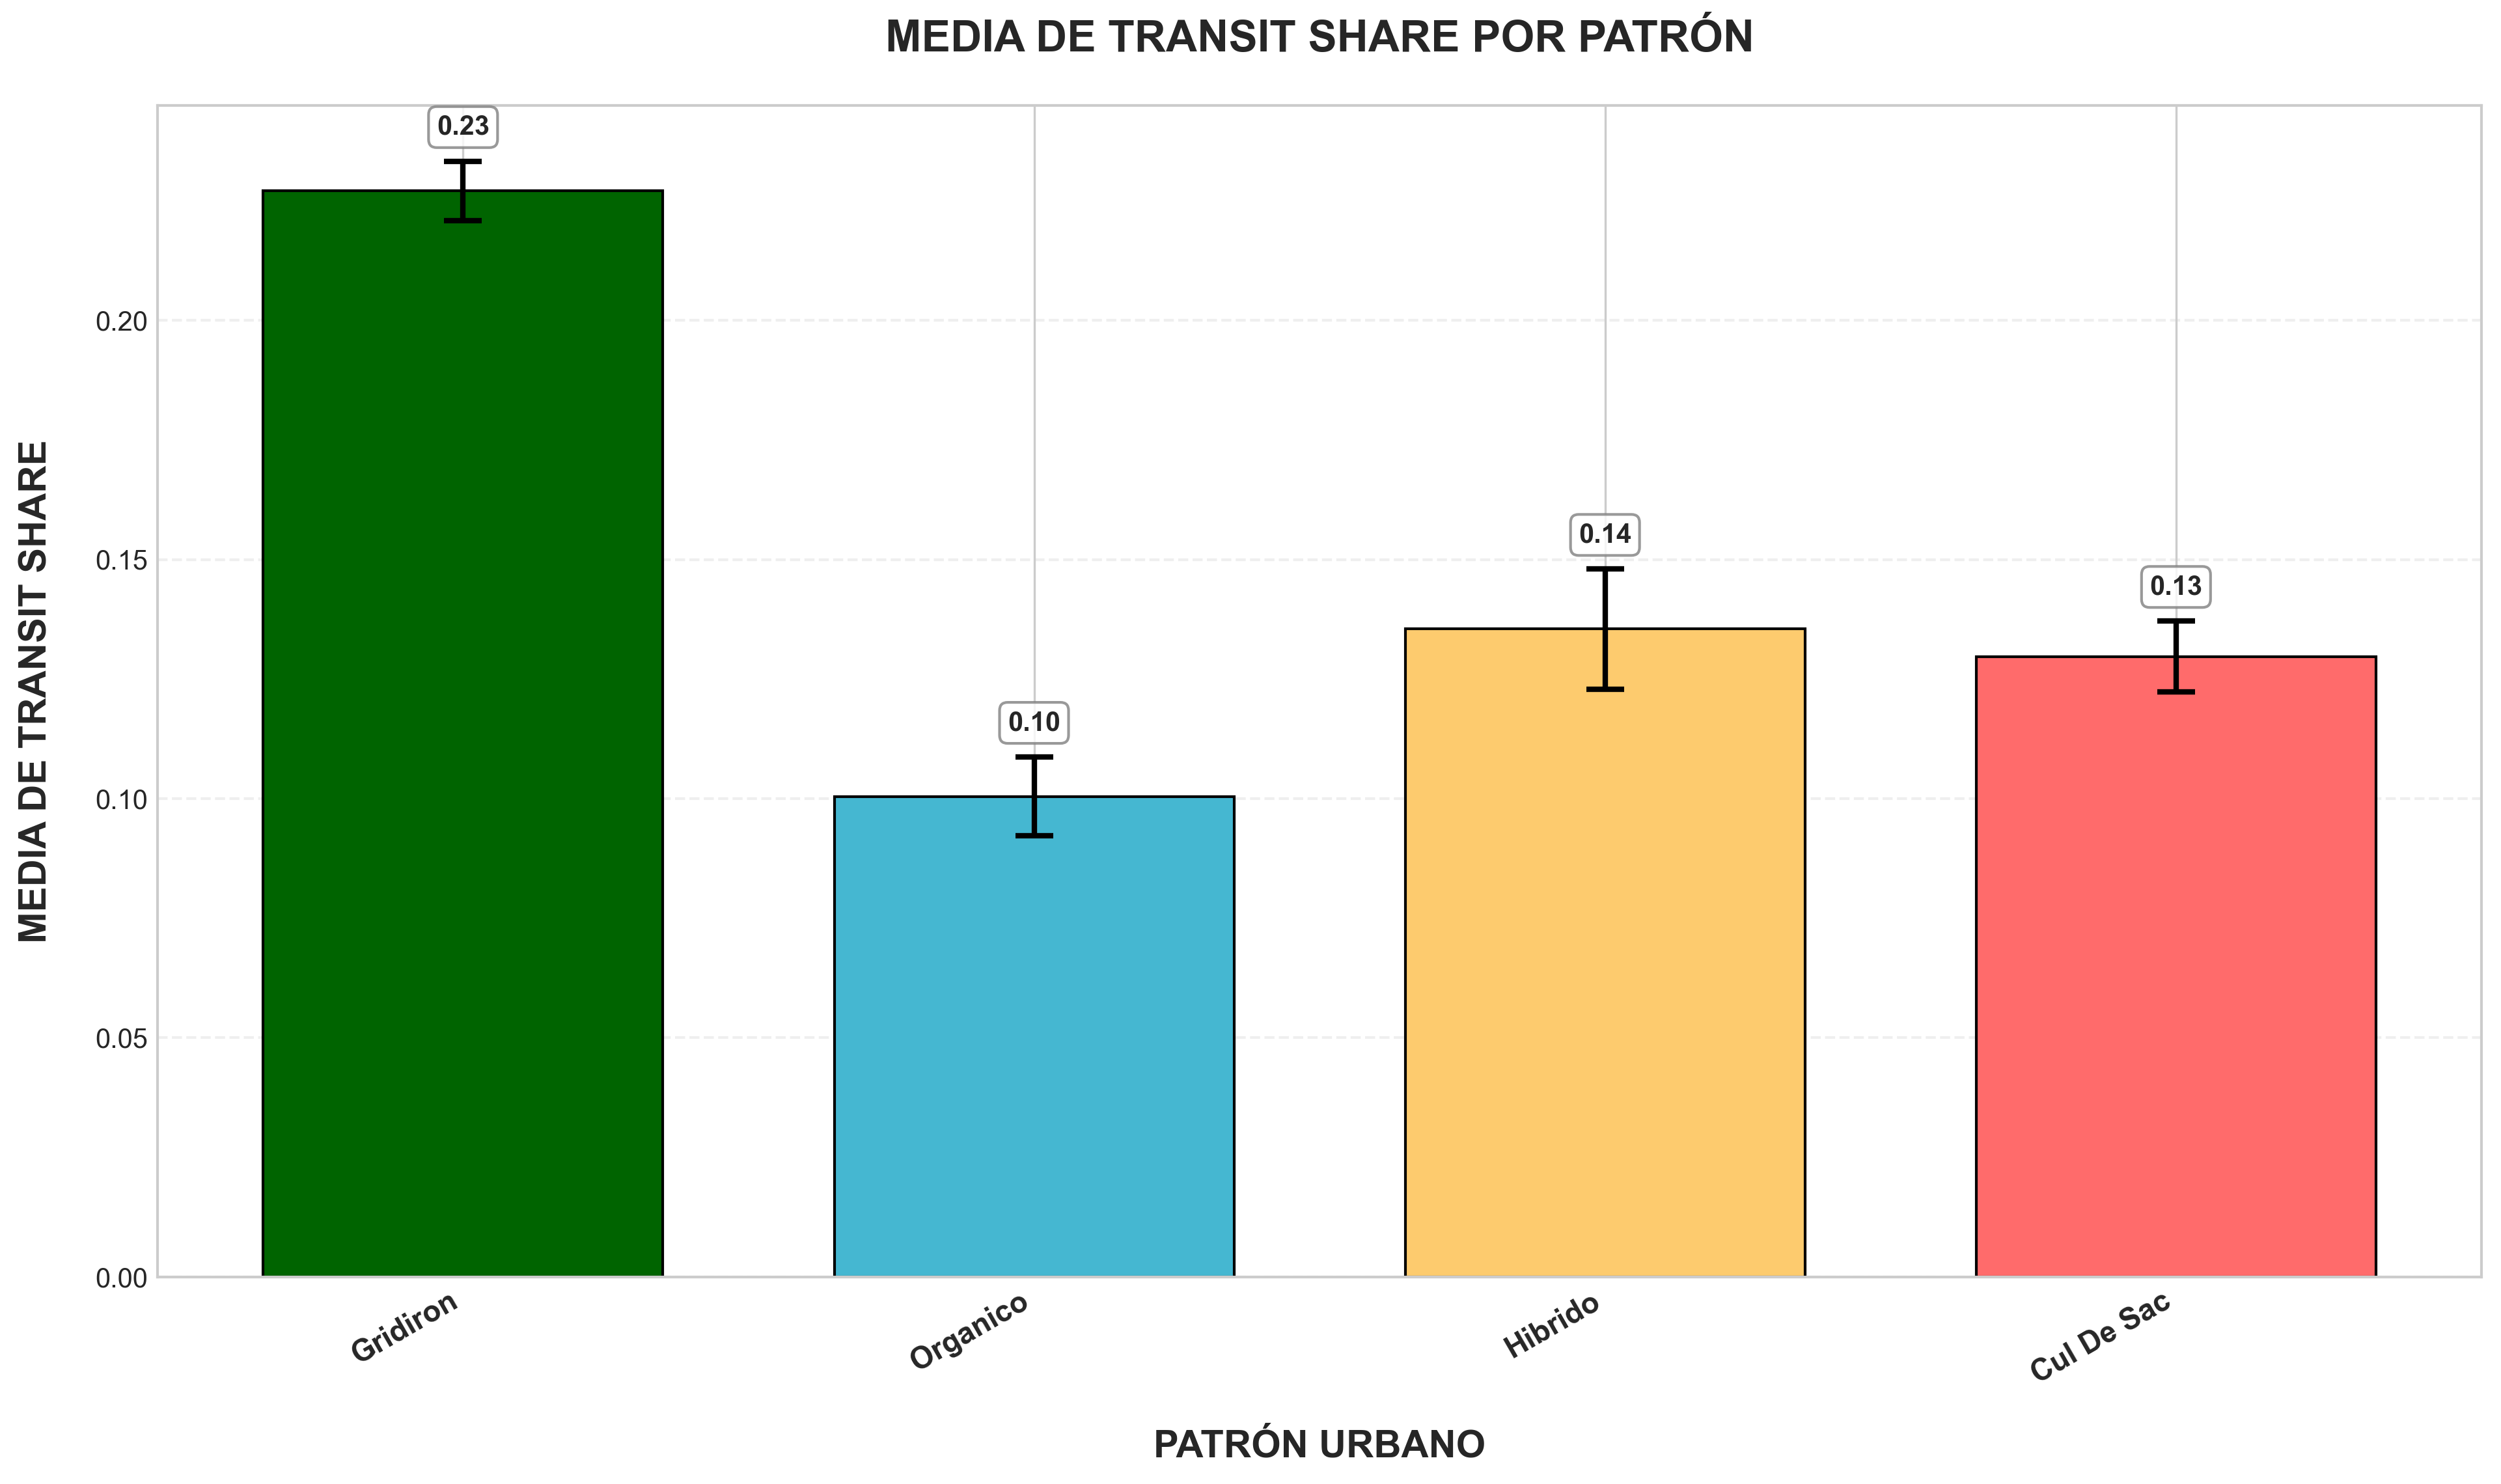 MEDIA DE TRANSIT SHARE POR PATRÓN
0.23
0.20
0.14
0.15
0.13
0.10
0.10
0.05
0.00
MEDIA DE TRANSIT SHARE
Gridiron
Organico
Hibrido
Cul De Sac
PATRÓN URBANO